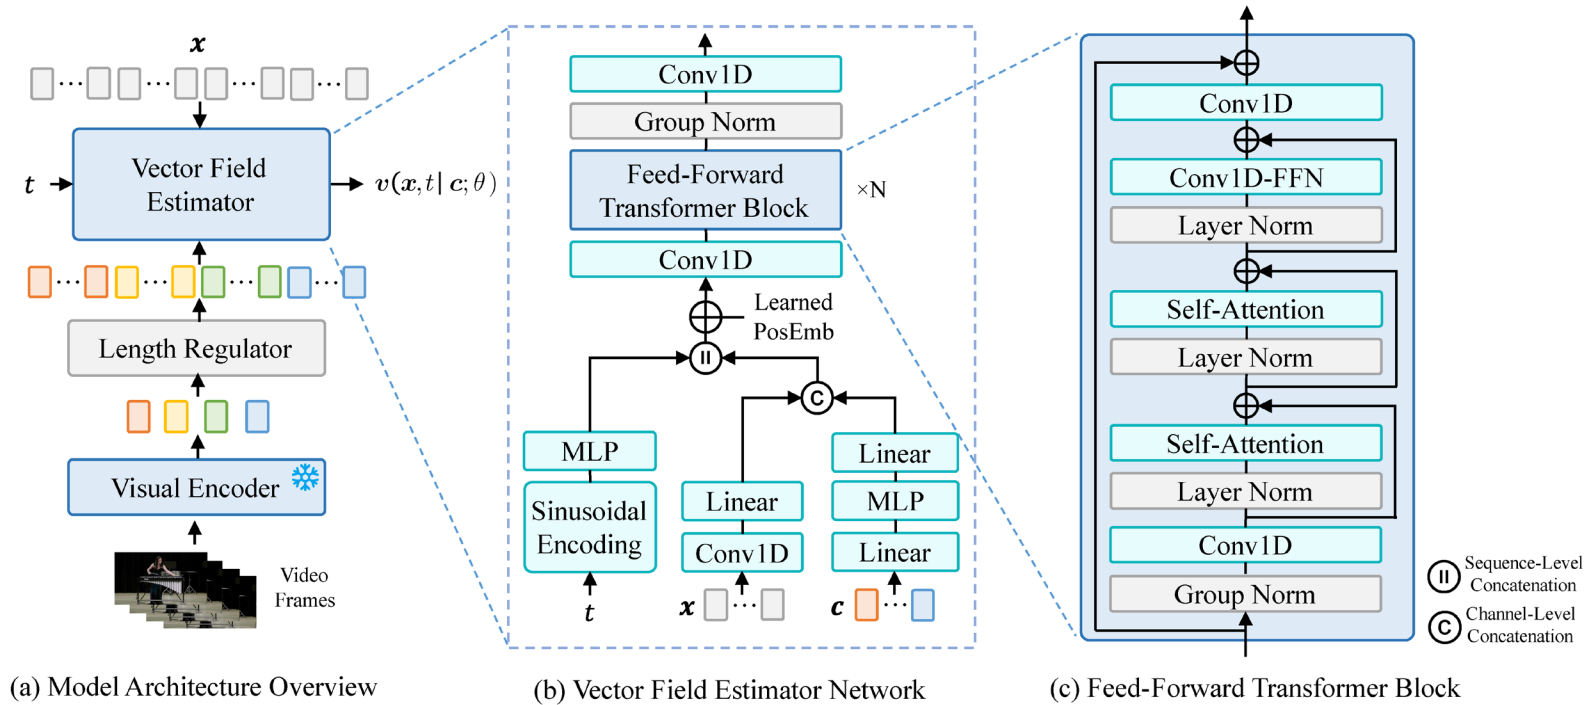 x
Vector Field
Estimator
t
v(x,t| c;θ)
Length Regulator
Visual Encoder
Video
Frames
(a) Model Architecture Overview
Conv1D
Group Norm
Feed-Forward
Transformer Block
×N
Conv1D
Learned
PosEmb
MLP
Sinusoidal
Encoding
t
Linear
Conv1D
x
C
Linear
MLP
Linear
c
(b) Vector Field Estimator Network
Conv1D
Conv1D-FFN
Layer Norm
Self-Attention
Layer Norm
Self-Attention
Layer Norm
Conv1D
Group Norm
Sequence-Level
Concatenation
C
Channel-Level
Concatenation
(c) Feed-Forward Transformer Block